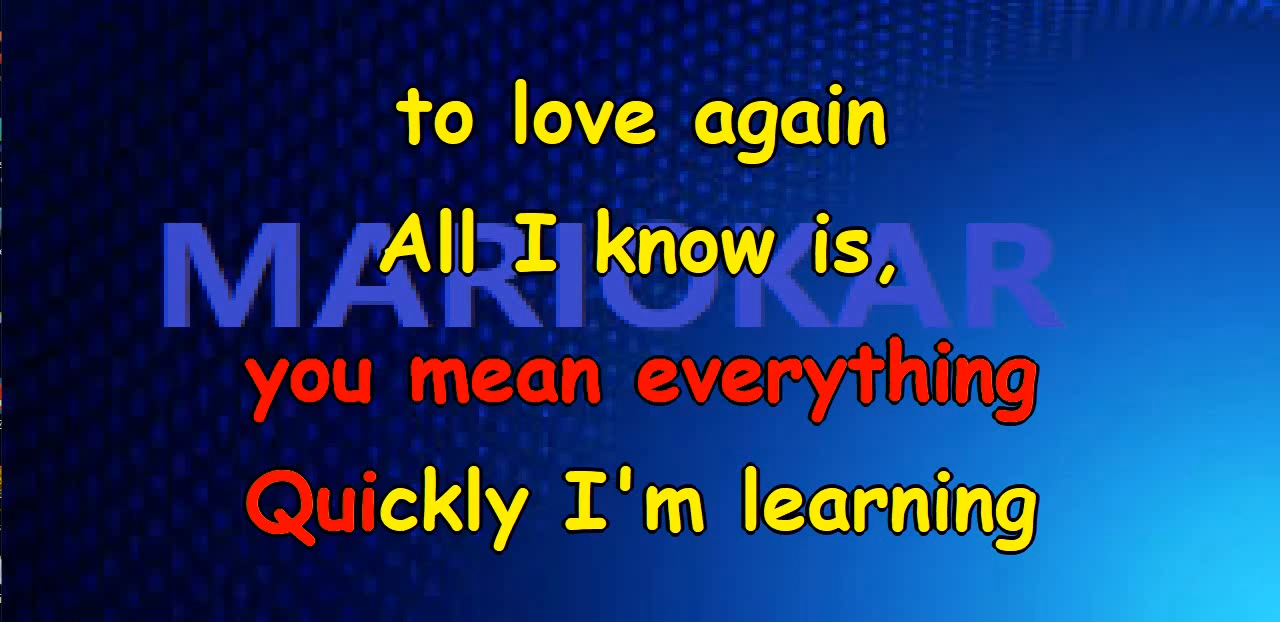 to love again
All I know is,
MARIOKAR
you mean everything
Quickly I'm learning